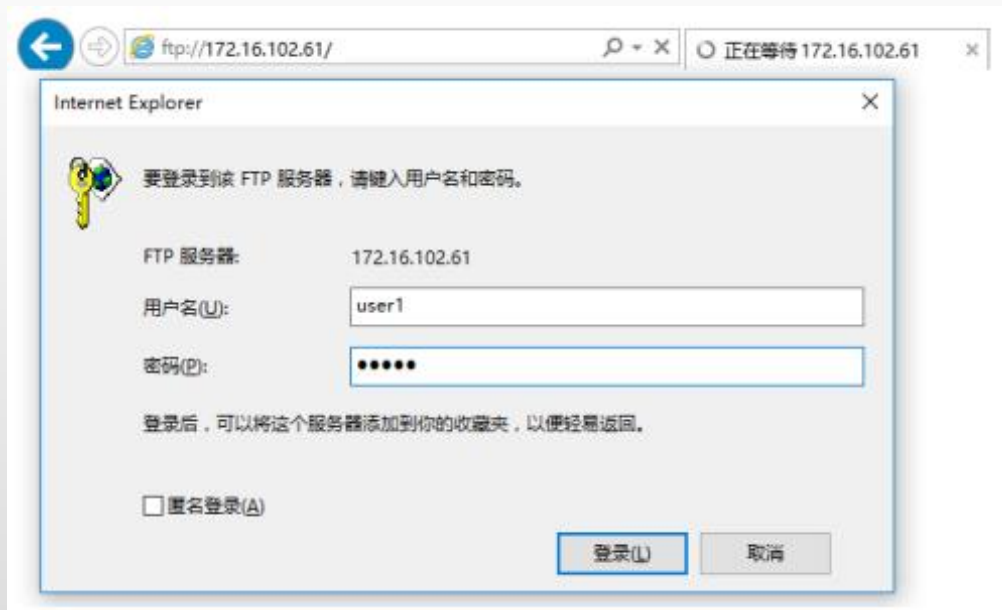 ftp://172.16.102.61/
正在等待 172.16.102.61
Internet Explorer
要登录到该 FTP 服务器，请键入用户名和密码。
FTP 服务器: 172.16.102.61
用户名(U): user1
密码(P): •••••
登录后，可以将这个服务器添加到你的收藏夹，以便轻易返回。
匿名登录(A)
登录(L) 取消